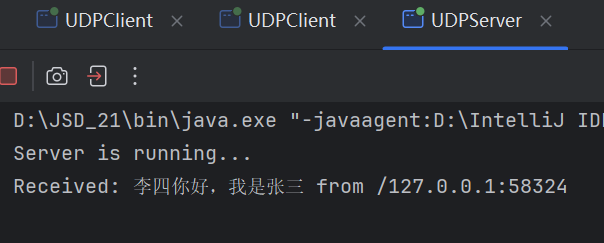 UDPClient UDPClient UDPServer
D:\JSD_21\bin\java.exe "-javaagent:D:\IntelliJ IDE
Server is running...
Received: 李四你好，我是张三 from /127.0.0.1:58324